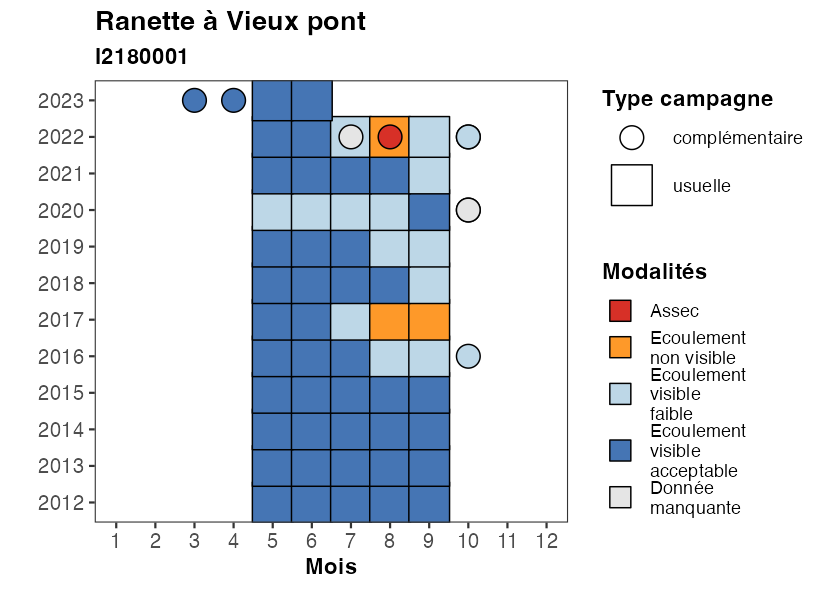 Ranette à Vieux pont
I2180001
2023
2022
2021
2020
2019
2018
2017
2016
2015
2014
2013
2012
1 2 3 4 5 6 7 8 9 10 11 12
Mois
Type campagne
complémentaire
usuelle
Modalités
Assec
Ecoulement
non visible
Ecoulement
visible
faible
Ecoulement
visible
acceptable
Donnée
manquante